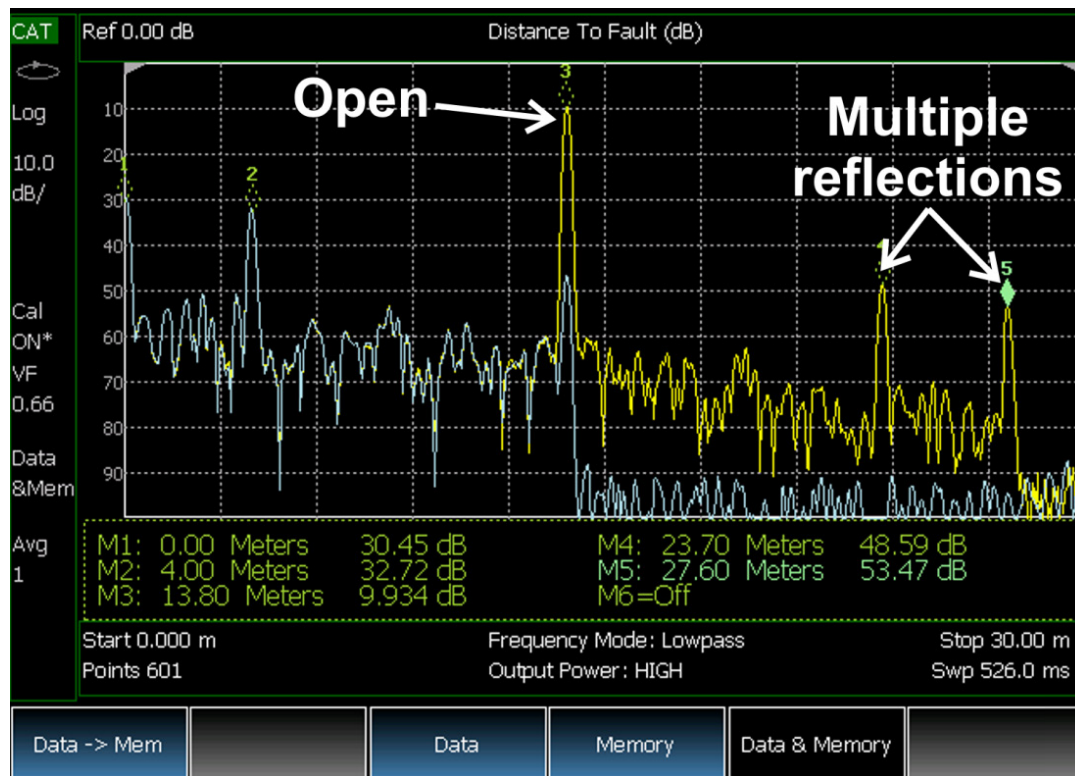 CAT
Ref 0.00 dB
Distance To Fault (dB)
Log
10.0
dB/
Cal
ON*
VF
0.66
Data
&Mem
Avg
1
10
20
30
40
50
60
70
80
90
1
2
3
5
Open
Multiple
reflections
M1: 0.00 Meters 30.45 dB
M2: 4.00 Meters 32.72 dB
M3: 13.80 Meters 9.934 dB
M4: 23.70 Meters 48.59 dB
M5: 27.60 Meters 53.47 dB
M6=Off
Start 0.000 m
Frequency Mode: Lowpass
Stop 30.00 m
Points 601
Output Power: HIGH
Swp 526.0 ms
Data -> Mem
Data
Memory
Data & Memory